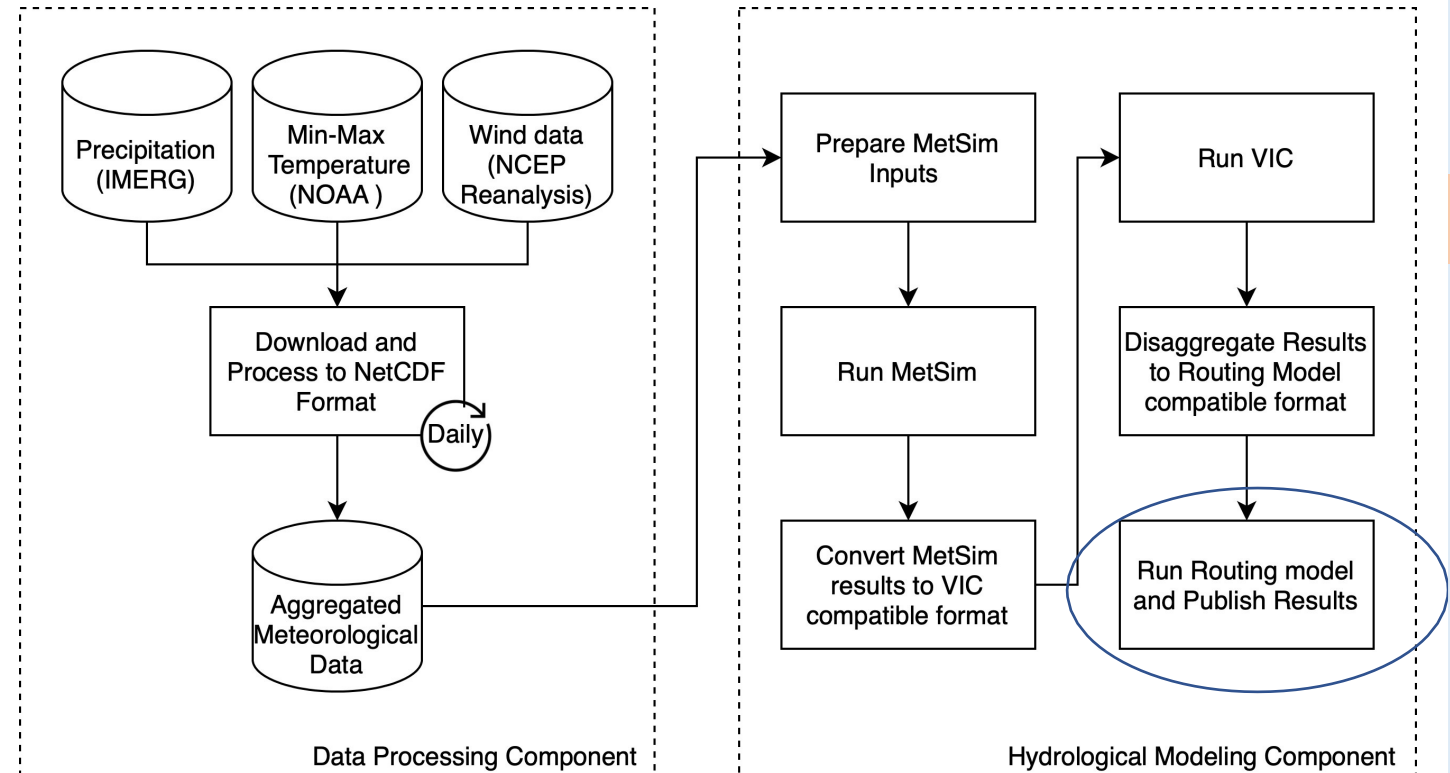 Precipitation
(IMERG)
Min-Max
Temperature
(NOAA )
Wind data
(NCEP
Reanalysis)
Download and
Process to NetCDF
Format
Daily
Aggregated
Meteorological
Data
Data Processing Component
Prepare MetSim
Inputs
Run MetSim
Convert MetSim
results to VIC
compatible format
Run VIC
Disaggregate Results
to Routing Model
compatible format
Run Routing model
and Publish Results
Hydrological Modeling Component